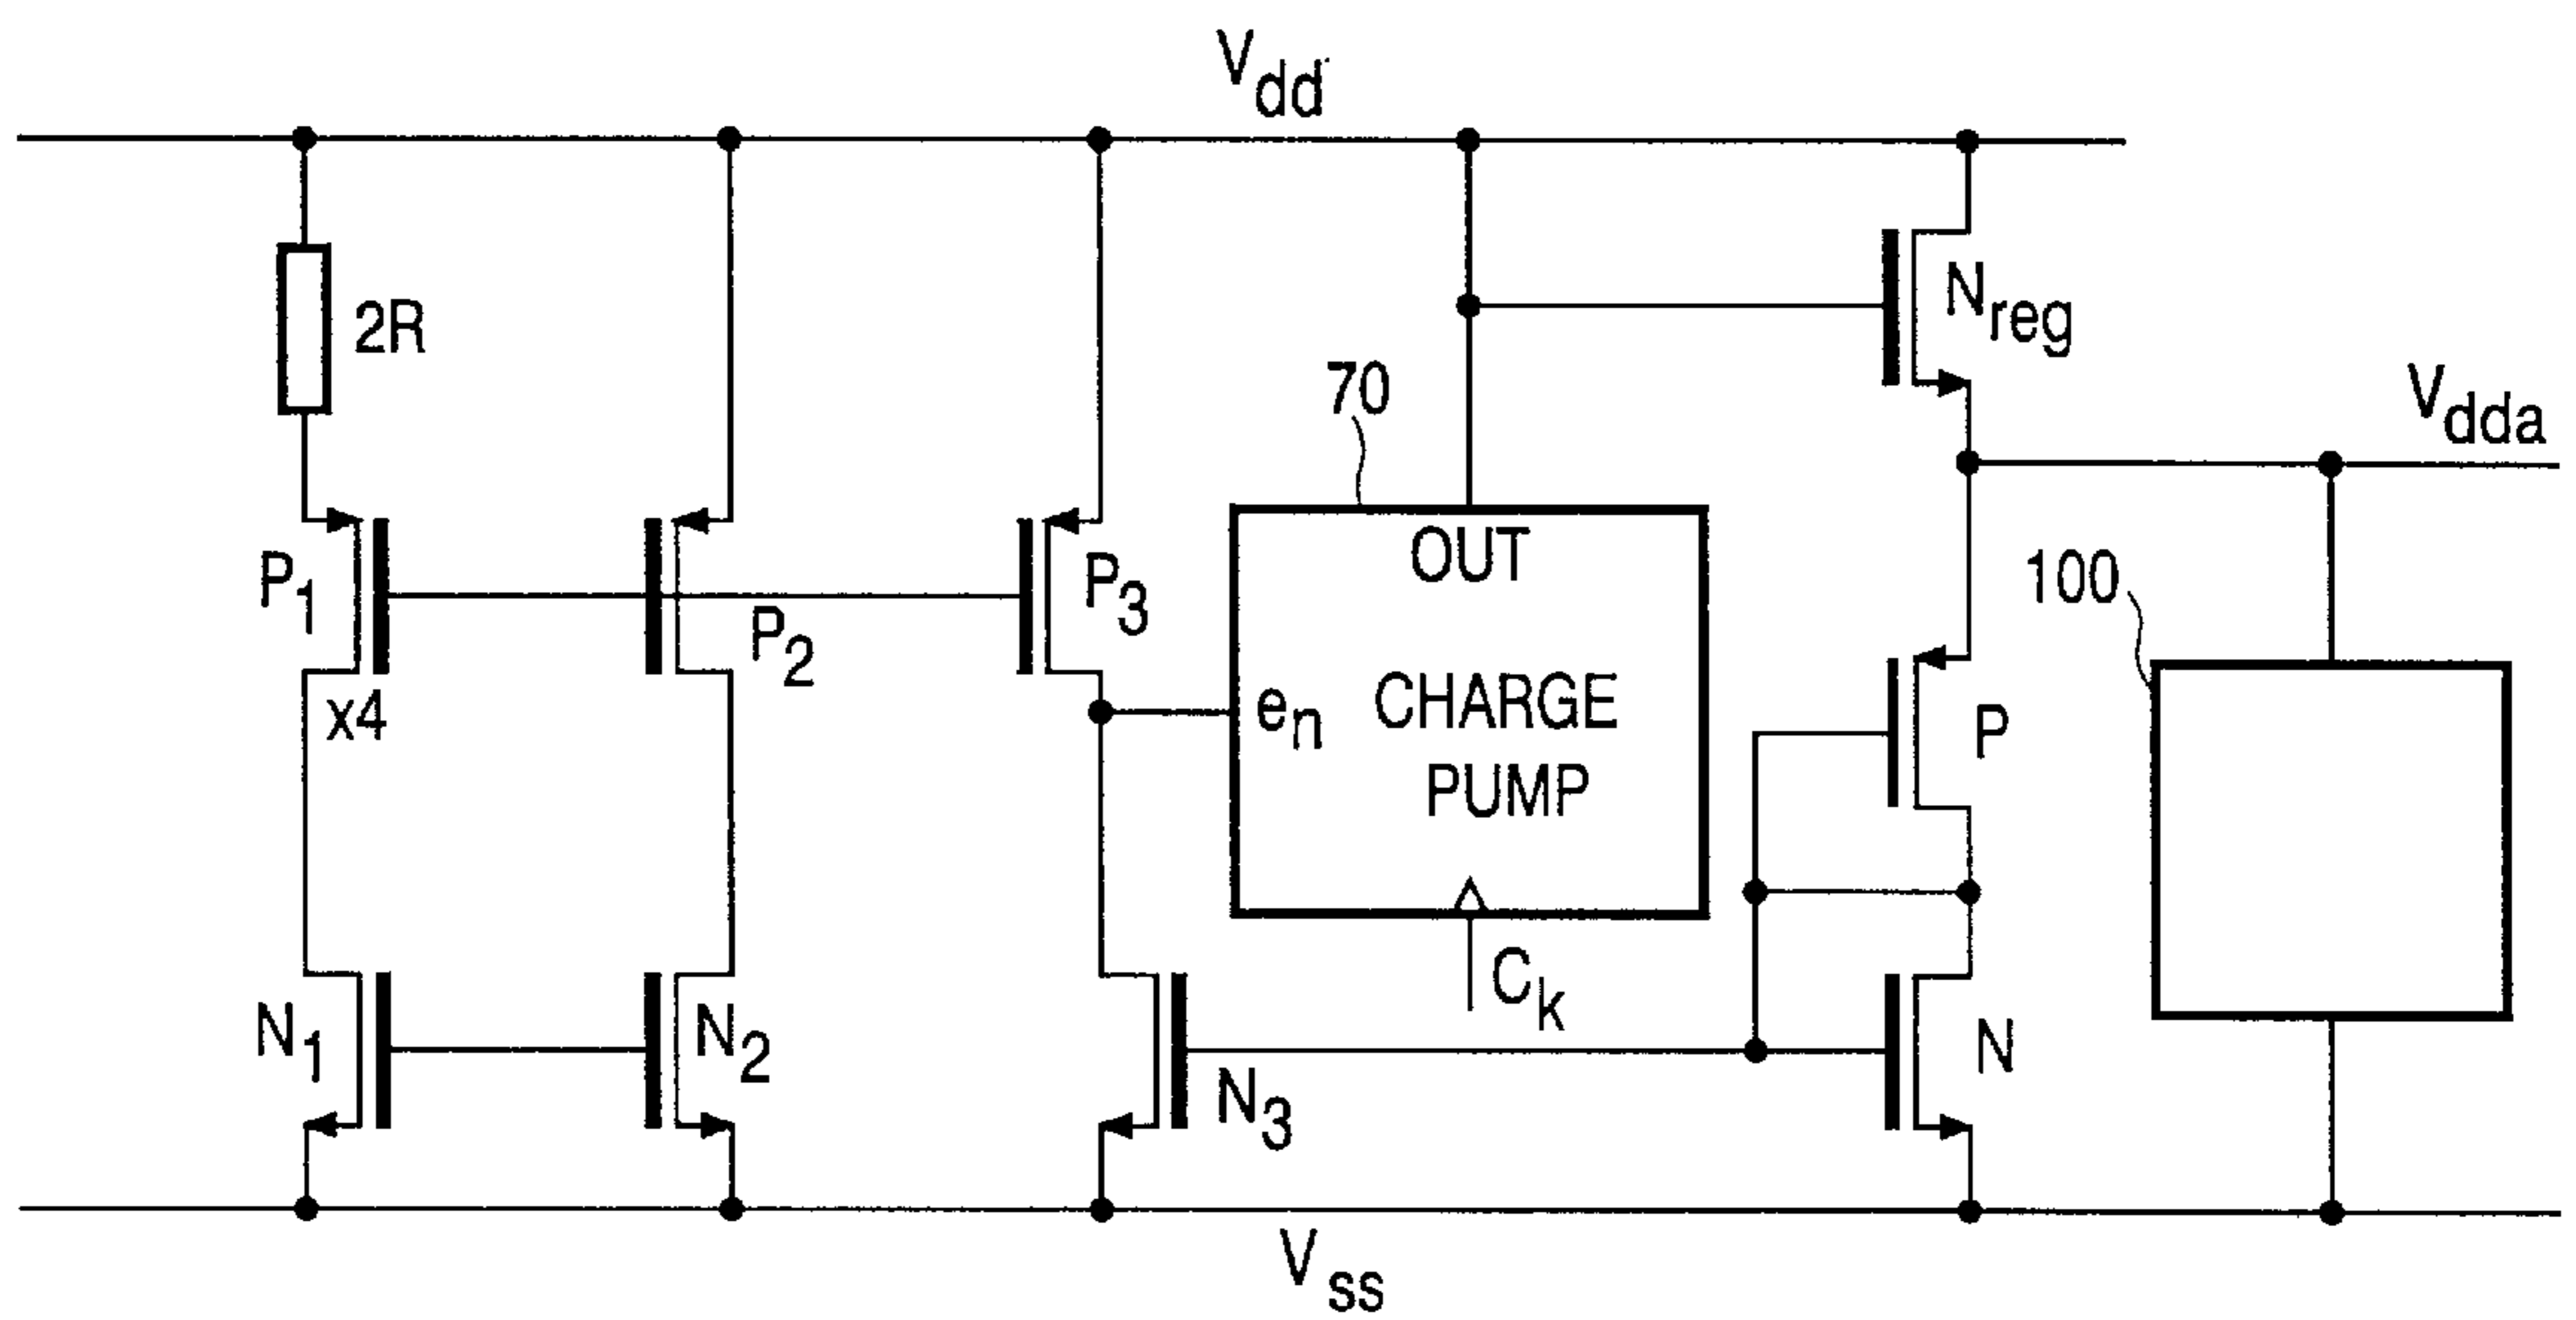 Vdd
2R
Nreg
70
Vdda
OUT
P1
P2
P3
100
x4
en
CHARGE
PUMP
P
Ck
N1
N2
N3
N
Vss